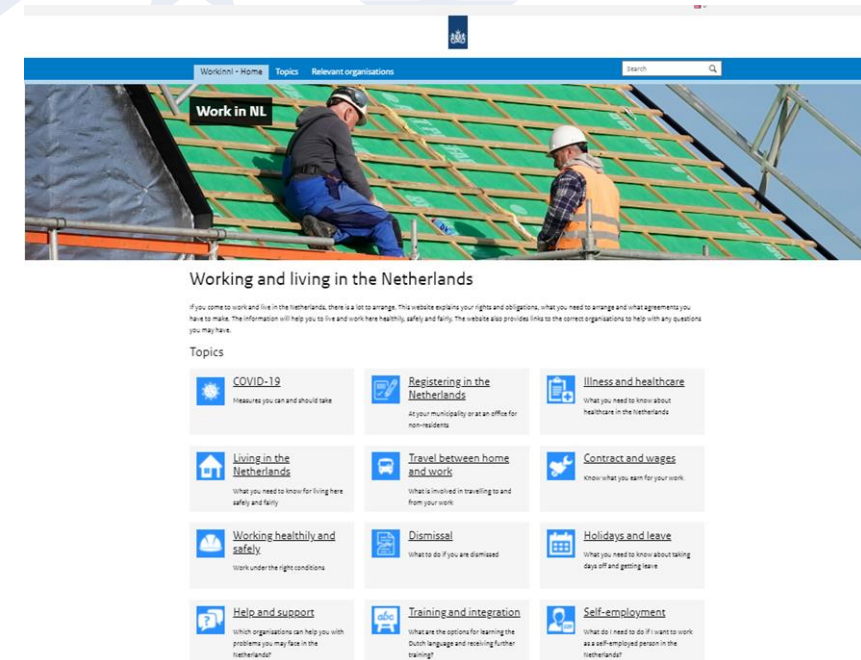 Workinnl - Home Topics Relevant organisations
Search
Work in NL
Working and living in the Netherlands
If you come to work and live in the Netherlands, there is a lot to arrange. This website explains your rights and obligations, what you need to arrange and what agreements you
have to make. The information will help you to live and work here healthily, safely and fairly. The website also provides links to the correct organisations to help with any questions
you may have.
Topics
COVID-19
Measures you can and should take
Registering in the
Netherlands
At your municipality or at an office for
non-residents
Illness and healthcare
What you need to know about
healthcare in the Netherlands
Living in the
Netherlands
What you need to know for living here
safely and fairly
Travel between home
and work
What is involved in travelling to and
from your work
Contract and wages
Know what you earn for your work
Working healthily and
safely
Work under the right conditions
Dismissal
What to do if you are dismissed
Holidays and leave
What you need to know about taking
days off and getting leave
?
Help and support
Which organisations can help you with
problems you may face in the
Netherlands?
abc
Training and integration
What are the options for learning the
Dutch language and receiving further
training?
Self-employment
What do I need to do if I want to work
as a self-employed person in the
Netherlands?